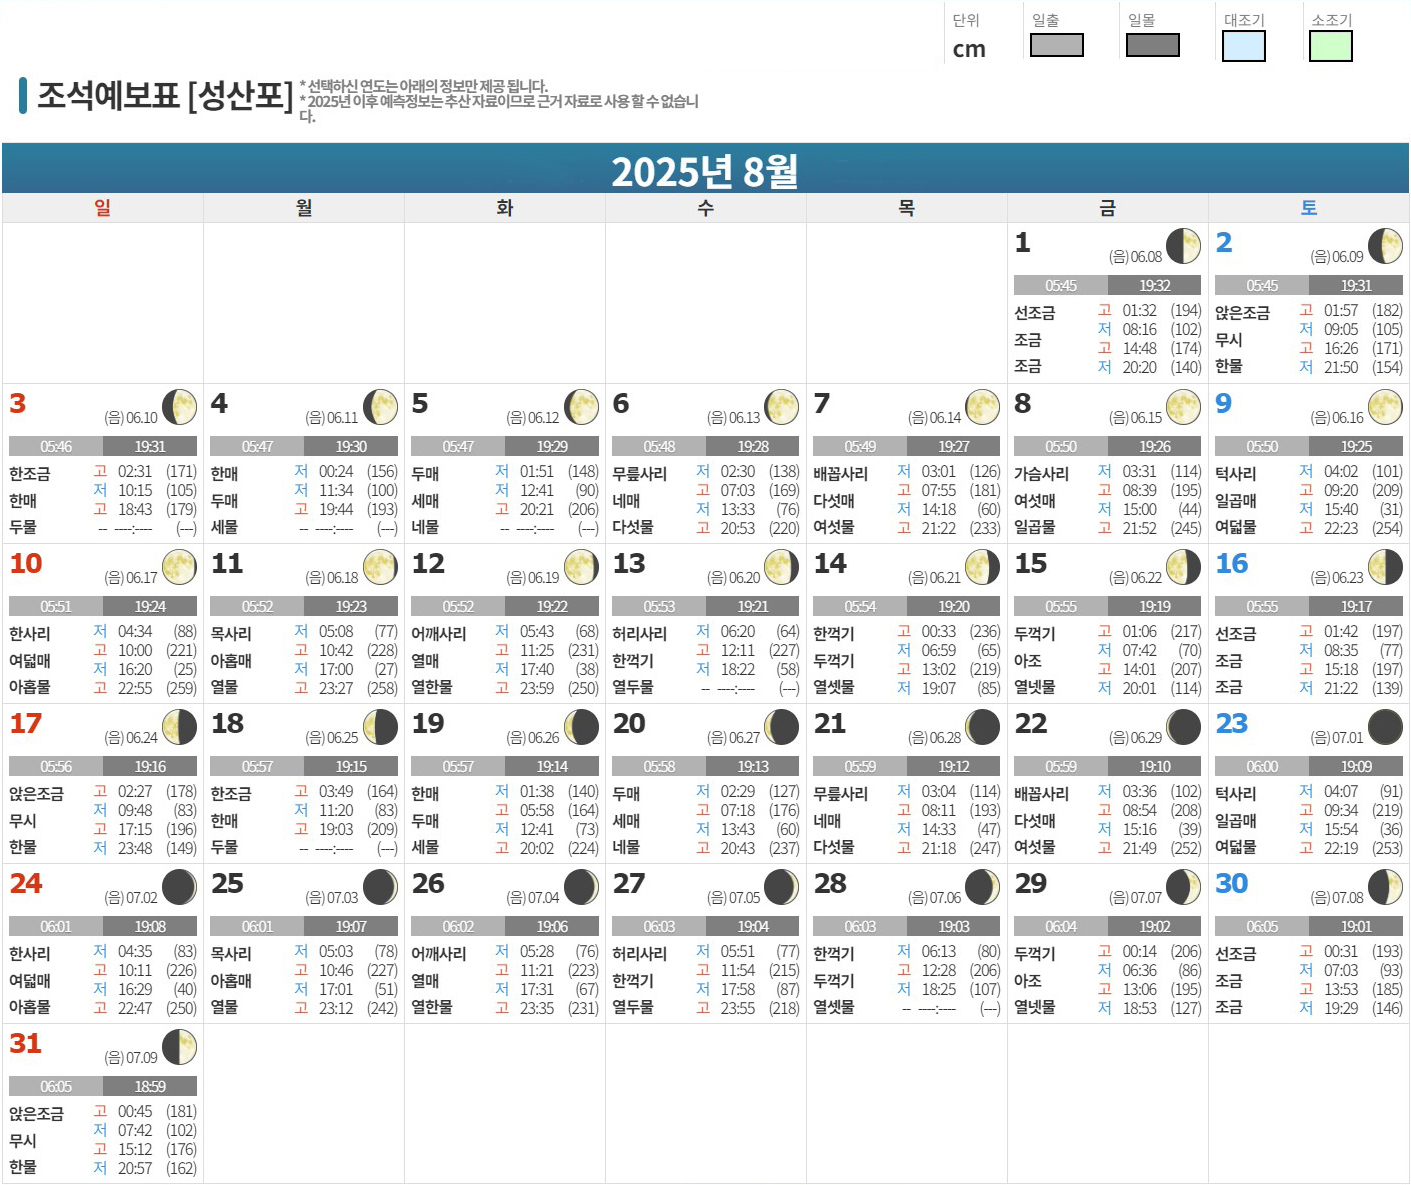 단위 일출 일몰 대조기 소조기
cm
조석예보표 [성산포]
* 선택하신 연도는 아래의 정보만 제공 됩니다.
* 2025년 이후 예측정보는 추산 자료이므로 근거 자료로 사용 할 수 없습니
다.
2025년 8월
일 월 화 수 목 금 토
1 (음) 06.08
05:45 19:32
선조금
조금
조금
고 01:32 (194)
저 08:16 (102)
고 14:48 (174)
저 20:20 (140)
2 (음) 06.09
05:45 19:31
앉은조금
무시
한물
고 01:57 (182)
저 09:05 (105)
고 16:26 (171)
저 21:50 (154)
3 (음) 06.10
05:46 19:31
한조금
한매
두물
고 02:31 (171)
저 10:15 (105)
고 18:43 (179)
-- ----:---- (---)
4 (음) 06.11
05:47 19:30
한매
두매
세물
저 00:24 (156)
저 11:34 (100)
고 19:44 (193)
-- ----:---- (---)
5 (음) 06.12
05:47 19:29
두매
세매
네물
저 01:51 (148)
저 12:41 (90)
고 20:21 (206)
-- ----:---- (---)
6 (음) 06.13
05:48 19:28
무릎사리
네매
다섯물
저 02:30 (138)
고 07:03 (169)
저 13:33 (76)
고 20:53 (220)
7 (음) 06.14
05:49 19:27
배꼽사리
다섯매
여섯물
저 03:01 (126)
고 07:55 (181)
저 14:18 (60)
고 21:22 (233)
8 (음) 06.15
05:50 19:26
가슴사리
여섯매
일곱물
저 03:31 (114)
고 08:39 (195)
저 15:00 (44)
고 21:52 (245)
9 (음) 06.16
05:50 19:25
턱사리
일곱매
여덟물
저 04:02 (101)
고 09:20 (209)
저 15:40 (31)
고 22:23 (254)
10 (음) 06.17
05:51 19:24
한사리
여덟매
아홉물
저 04:34 (88)
고 10:00 (221)
저 16:20 (25)
고 22:55 (259)
11 (음) 06.18
05:52 19:23
목사리
아홉매
열물
저 05:08 (77)
고 10:42 (228)
저 17:00 (27)
고 23:27 (258)
12 (음) 06.19
05:52 19:22
어깨사리
열매
열한물
저 05:43 (68)
고 11:25 (231)
저 17:40 (38)
고 23:59 (250)
13 (음) 06.20
05:53 19:21
허리사리
한꺾기
열두물
저 06:20 (64)
고 12:11 (227)
저 18:22 (58)
-- ----:---- (---)
14 (음) 06.21
05:54 19:20
한꺾기
두꺾기
열셋물
고 00:33 (236)
저 06:59 (65)
고 13:02 (219)
저 19:07 (85)
15 (음) 06.22
05:55 19:19
두꺾기
아조
열넷물
고 01:06 (217)
저 07:42 (70)
고 14:01 (207)
저 20:01 (114)
16 (음) 06.23
05:55 19:17
선조금
조금
조금
고 01:42 (197)
저 08:35 (77)
고 15:18 (197)
저 21:22 (139)
17 (음) 06.24
05:56 19:16
앉은조금
무시
한물
고 02:27 (178)
저 09:48 (83)
고 17:15 (196)
저 23:48 (149)
18 (음) 06.25
05:57 19:15
한조금
한매
두물
고 03:49 (164)
저 11:20 (83)
고 19:03 (209)
-- ----:---- (---)
19 (음) 06.26
05:57 19:14
한매
두매
세물
저 01:38 (140)
고 05:58 (164)
저 12:41 (73)
고 20:02 (224)
20 (음) 06.27
05:58 19:13
두매
세매
네물
저 02:29 (127)
고 07:18 (176)
저 13:43 (60)
고 20:43 (237)
21 (음) 06.28
05:59 19:12
무릎사리
네매
다섯물
저 03:04 (114)
고 08:11 (193)
저 14:33 (47)
고 21:18 (247)
22 (음) 06.29
05:59 19:10
배꼽사리
다섯매
여섯물
저 03:36 (102)
고 08:54 (208)
저 15:16 (39)
고 21:49 (252)
23 (음) 07.01
06:00 19:09
턱사리
일곱매
여덟물
저 04:07 (91)
고 09:34 (219)
저 15:54 (36)
고 22:19 (253)
24 (음) 07.02
06:01 19:08
한사리
여덟매
아홉물
저 04:35 (83)
고 10:11 (226)
저 16:29 (40)
고 22:47 (250)
25 (음) 07.03
06:01 19:07
목사리
아홉매
열물
저 05:03 (78)
고 10:46 (227)
저 17:01 (51)
고 23:12 (242)
26 (음) 07.04
06:02 19:06
어깨사리
열매
열한물
저 05:28 (76)
고 11:21 (223)
저 17:31 (67)
고 23:35 (231)
27 (음) 07.05
06:03 19:04
허리사리
한꺾기
열두물
저 05:51 (77)
고 11:54 (215)
저 17:58 (87)
고 23:55 (218)
28 (음) 07.06
06:03 19:03
한꺾기
두꺾기
열셋물
저 06:13 (80)
고 12:28 (206)
저 18:25 (107)
-- ----:---- (---)
29 (음) 07.07
06:04 19:02
두꺾기
아조
열넷물
고 00:14 (206)
저 06:36 (86)
고 13:06 (195)
저 18:53 (127)
30 (음) 07.08
06:05 19:01
선조금
조금
조금
고 00:31 (193)
저 07:03 (93)
고 13:53 (185)
저 19:29 (146)
31 (음) 07.09
06:05 18:59
앉은조금
무시
한물
고 00:45 (181)
저 07:42 (102)
고 15:12 (176)
저 20:57 (162)